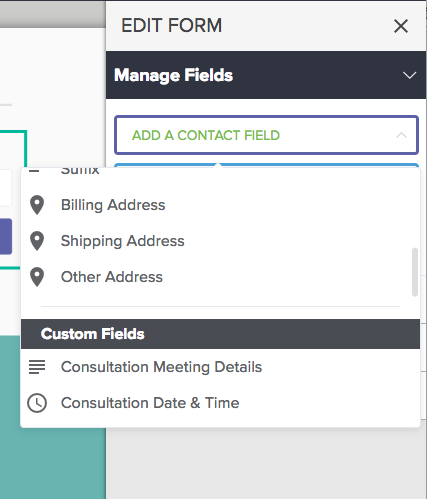 EDIT FORM
Manage Fields
ADD A CONTACT FIELD
Suffix
Billing Address
Shipping Address
Other Address
Custom Fields
Consultation Meeting Details
Consultation Date & Time